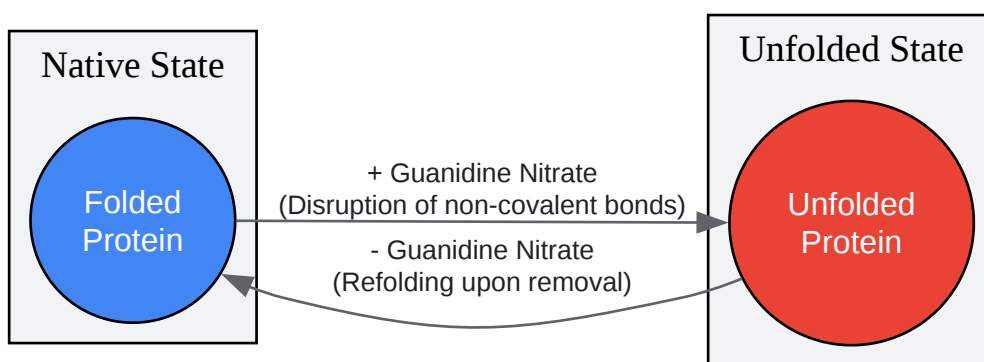 Native State
Folded
Protein
+ Guanidine Nitrate
(Disruption of non-covalent bonds)
- Guanidine Nitrate
(Refolding upon removal)
Unfolded State
Unfolded
Protein